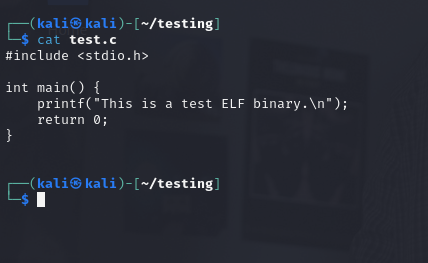 ┌──(kali㉿kali)-[~/testing]
└─$ cat test.c
#include <stdio.h>

int main() {
    printf("This is a test ELF binary.\n");
    return 0;
}

┌──(kali㉿kali)-[~/testing]
└─$